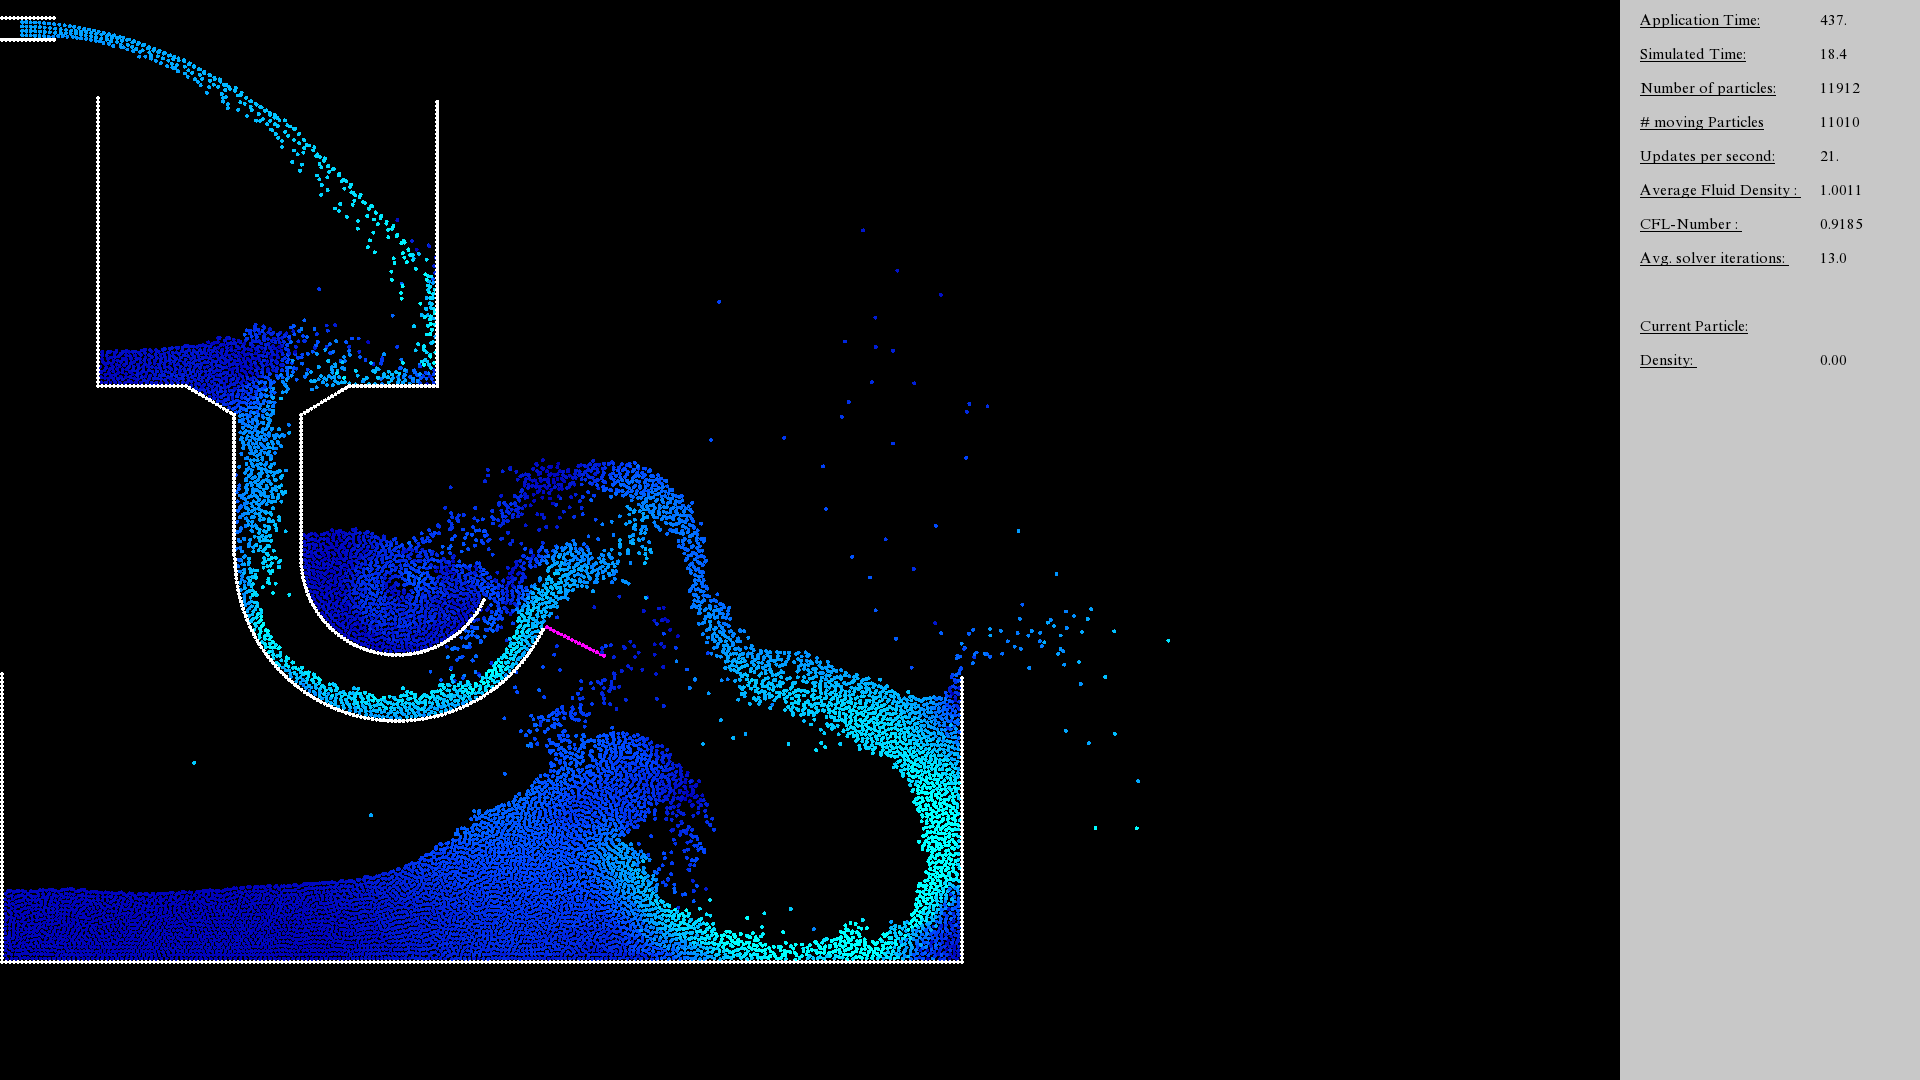 Application Time: 437.
Simulated Time: 18.4
Number of particles: 11912
# moving Particles 11010
Updates per second: 21.
Average Fluid Density : 1.0011
CFL-Number : 0.9185
Avg. solver iterations: 13.0
Current Particle:
Density: 0.00